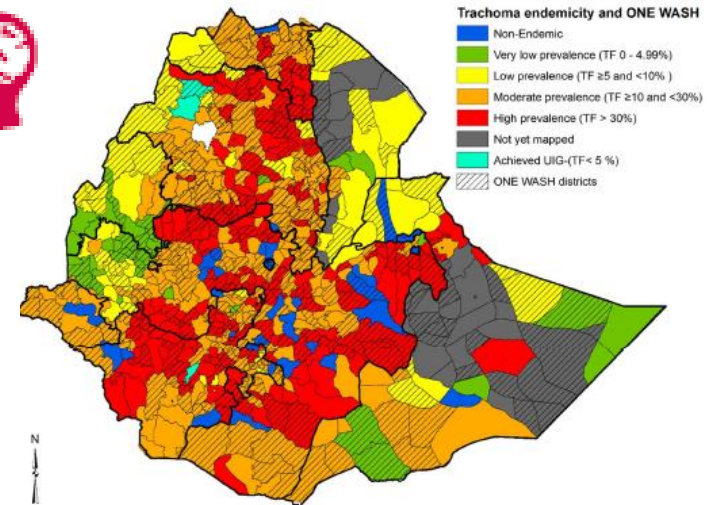 Trachoma endemicity and ONE WASH
Non-Endemic
Very low prevalence (TF 0 - 4.99%)
Low prevalence (TF ≥5 and <10% )
Moderate prevalence (TF ≥10 and <30%)
High prevalence (TF > 30%)
Not yet mapped
Achieved UIG-(TF< 5 %)
ONE WASH districts
N